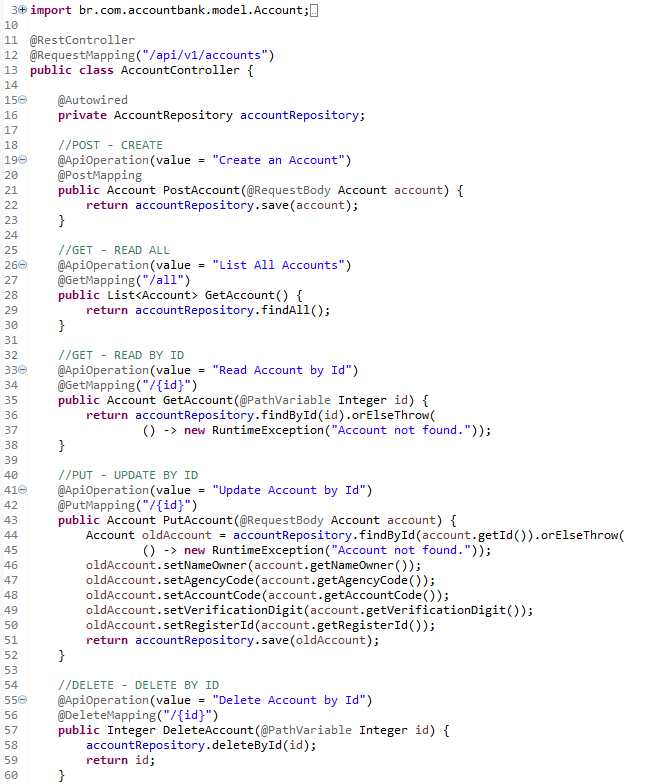 3 import br.com.accountbank.model.Account;
10
11 @RestController
12 @RequestMapping("/api/v1/accounts")
13 public class AccountController {
14
15     @Autowired
16     private AccountRepository accountRepository;
17
18     //POST - CREATE
19     @ApiOperation(value = "Create an Account")
20     @PostMapping
21     public Account PostAccount(@RequestBody Account account) {
22         return accountRepository.save(account);
23     }
24
25     //GET - READ ALL
26     @ApiOperation(value = "List All Accounts")
27     @GetMapping("/all")
28     public List<Account> GetAccount() {
29         return accountRepository.findAll();
30     }
31
32     //GET - READ BY ID
33     @ApiOperation(value = "Read Account by Id")
34     @GetMapping("/{id}")
35     public Account GetAccount(@PathVariable Integer id) {
36         return accountRepository.findById(id).orElseThrow(
37                 () -> new RuntimeException("Account not found."));
38     }
39
40     //PUT - UPDATE BY ID
41     @ApiOperation(value = "Update Account by Id")
42     @PutMapping("/{id}")
43     public Account PutAccount(@RequestBody Account account) {
44         Account oldAccount = accountRepository.findById(account.getId()).orElseThrow(
45                 () -> new RuntimeException("Account not found."));
46         oldAccount.setNameOwner(account.getNameOwner());
47         oldAccount.setAgencyCode(account.getAgencyCode());
48         oldAccount.setAccountCode(account.getAccountCode());
49         oldAccount.setVerificationDigit(account.getVerificationDigit());
50         oldAccount.setRegisterId(account.getRegisterId());
51         return accountRepository.save(oldAccount);
52     }
53
54     //DELETE - DELETE BY ID
55     @ApiOperation(value = "Delete Account by Id")
56     @DeleteMapping("/{id}")
57     public Integer DeleteAccount(@PathVariable Integer id) {
58         accountRepository.deleteById(id);
59         return id;
60     }